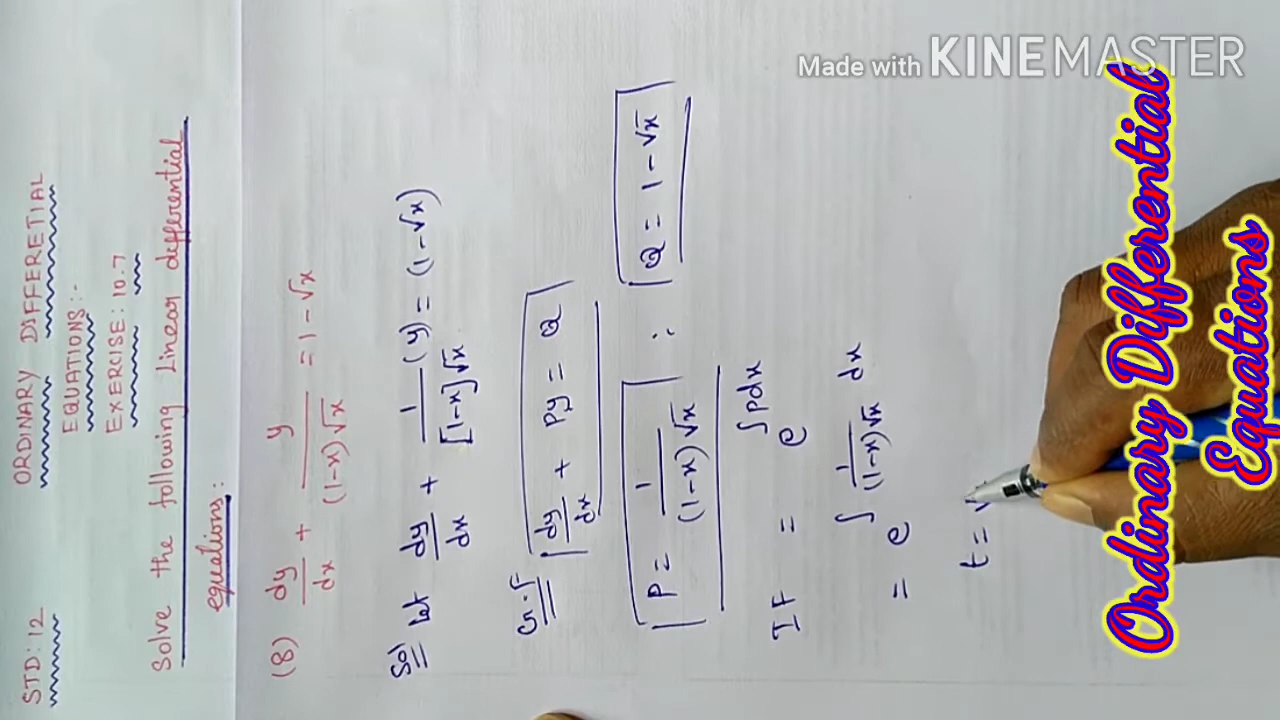 STD: 12 ORDINARY DIFFERETIAL
EQUATIONS:-
EXERCISE: 10.7
Solve the following Linear differential
equations:
(8) dy/dx + y/(1-x)√x = 1-√x
Sol let dy/dx + 1/[1-x]√x (y) = (1-√x)
G.F dy/dx + Py = Q
P = 1/(1-x)√x ; Q = 1-√x
IF = e^∫pdx
= e^∫ 1/(1-x)√x dx
t = √
Made with KINEMASTER
Ordinary Differential
Equations